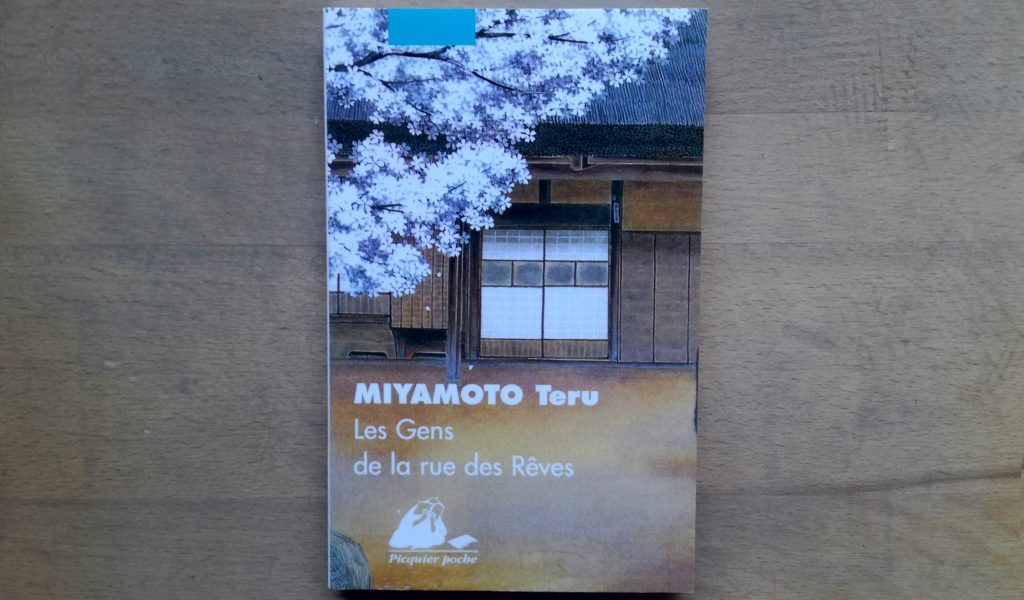 MIYAMOTO Teru
Les Gens
de la rue des Rêves
Picquier poche